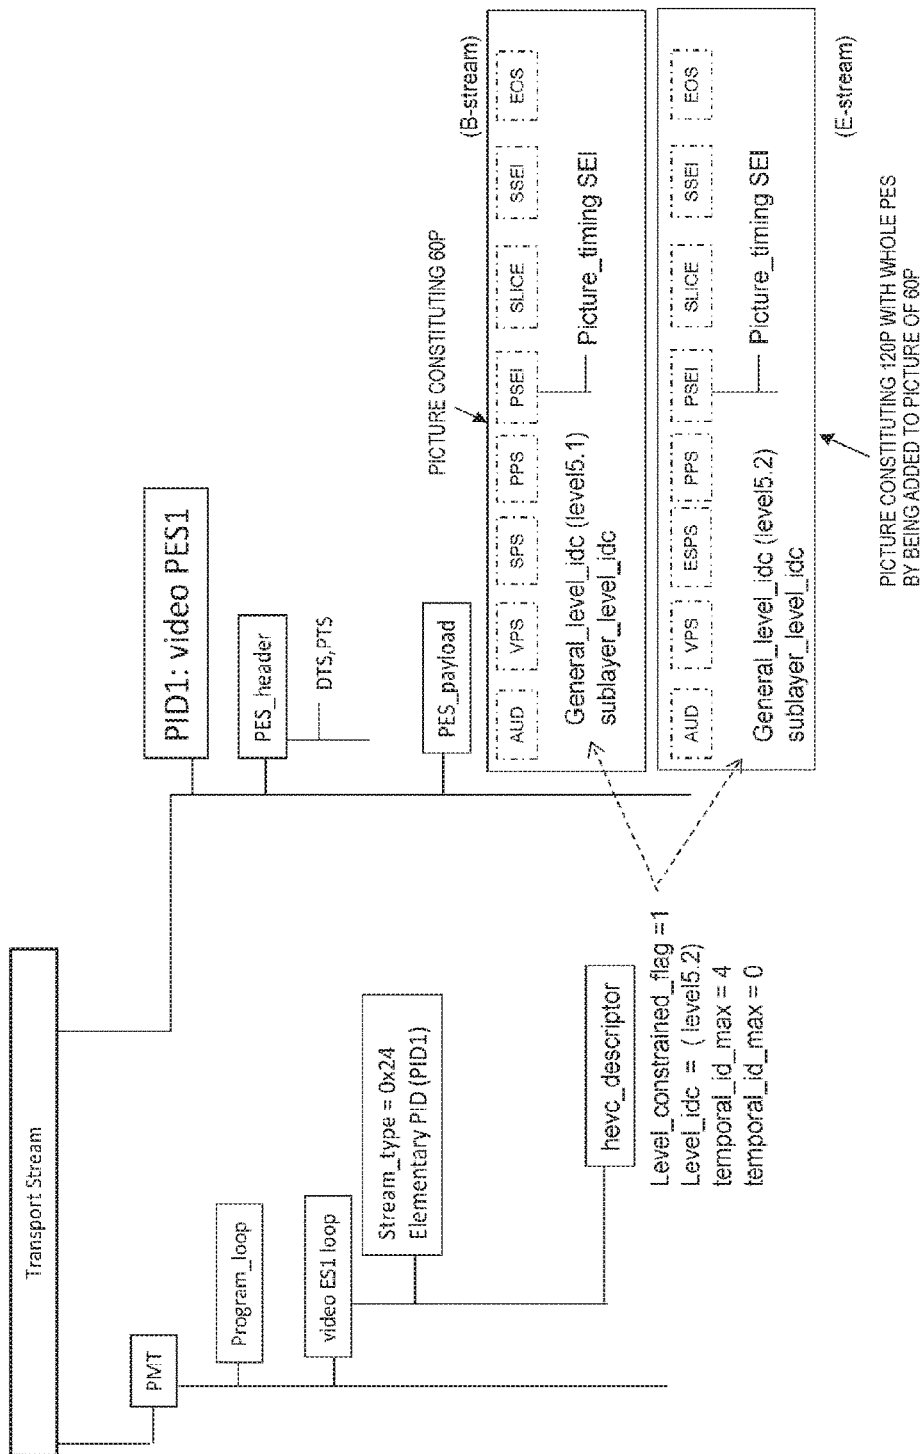 Transport Stream
PMT
Program_loop
video ES1 loop
Stream_type = 0x24
Elementary PID (PID1)
hevc_descriptor
Level_constrained_flag =1
Level_idc = ( level5.2)
temporal_id_max = 4
temporal_id_max = 0
PID1: video PES1
PES_header
DTS,PTS
PES_payload
PICTURE CONSTITUTING 60P
(B-stream)
AUD VPS SPS PPS PSEI SLICE SSEI EOS
General_level_idc (level5.1)
sublayer_level_idc
Picture_timing SEI
AUD VPS ESPS PPS PSEI SLICE SSEI EOS
General_level_idc (level5.2)
sublayer_level_idc
Picture_timing SEI
(E-stream)
PICTURE CONSTITUTING 120P WITH WHOLE PES
BY BEING ADDED TO PICTURE OF 60P